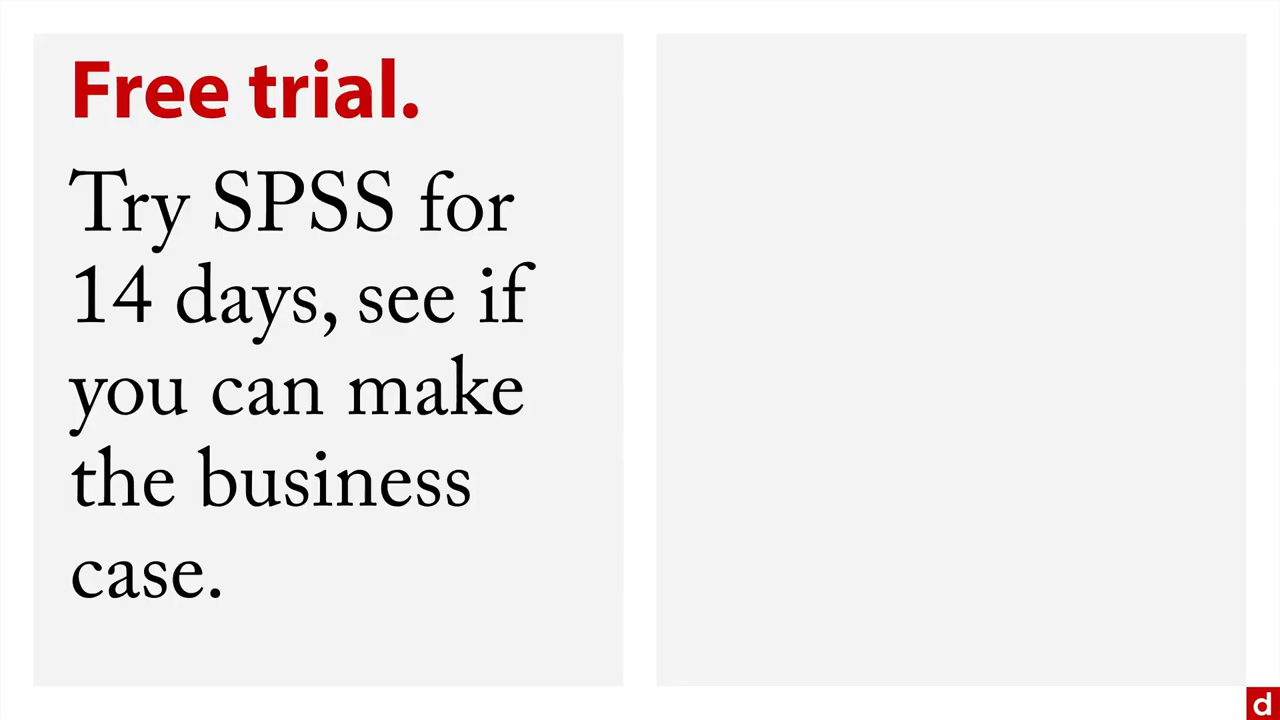 Free trial.
Try SPSS for
14 days, see if
you can make
the business
case.
d